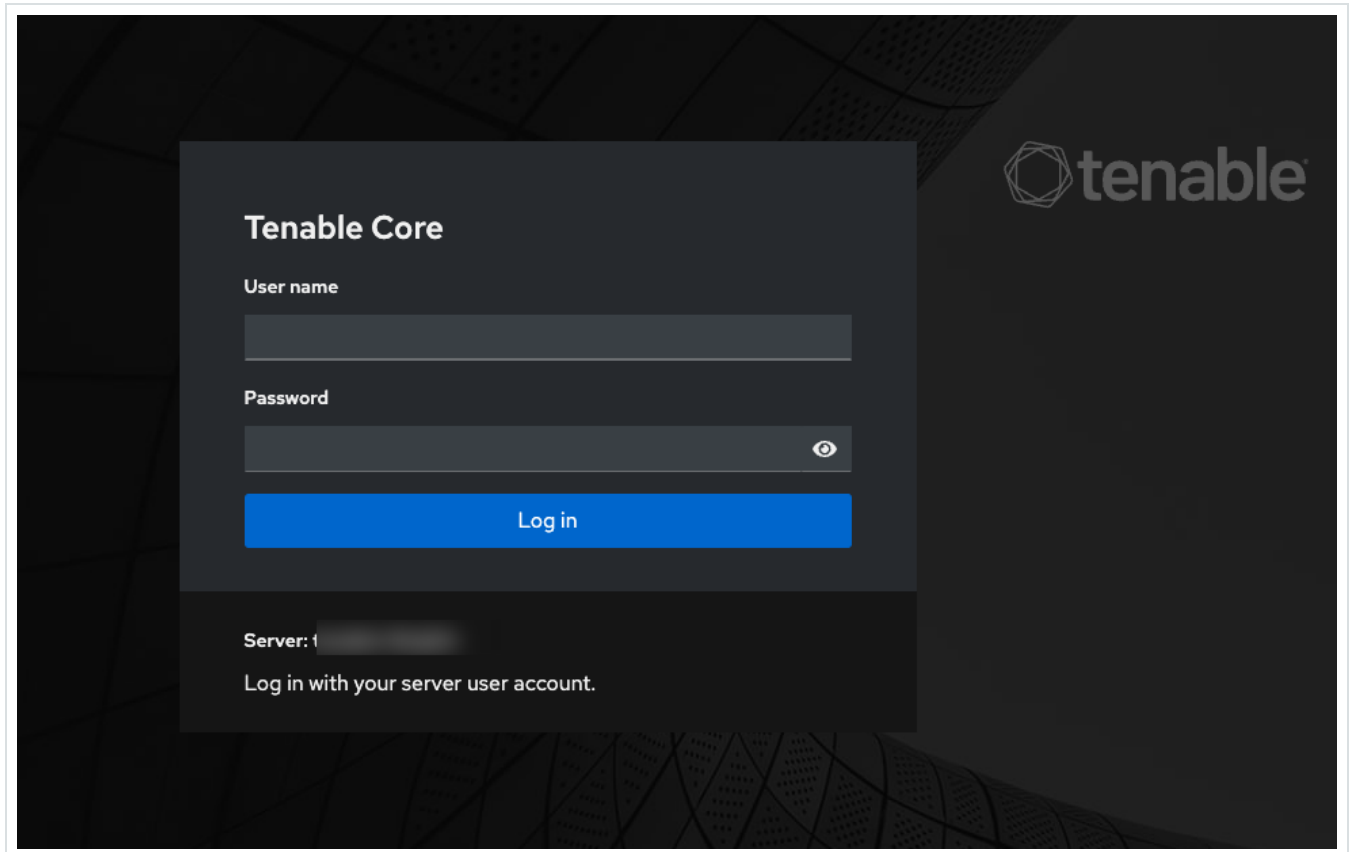 tenable
Tenable Core
User name
Password
Log in
Server:
Log in with your server user account.